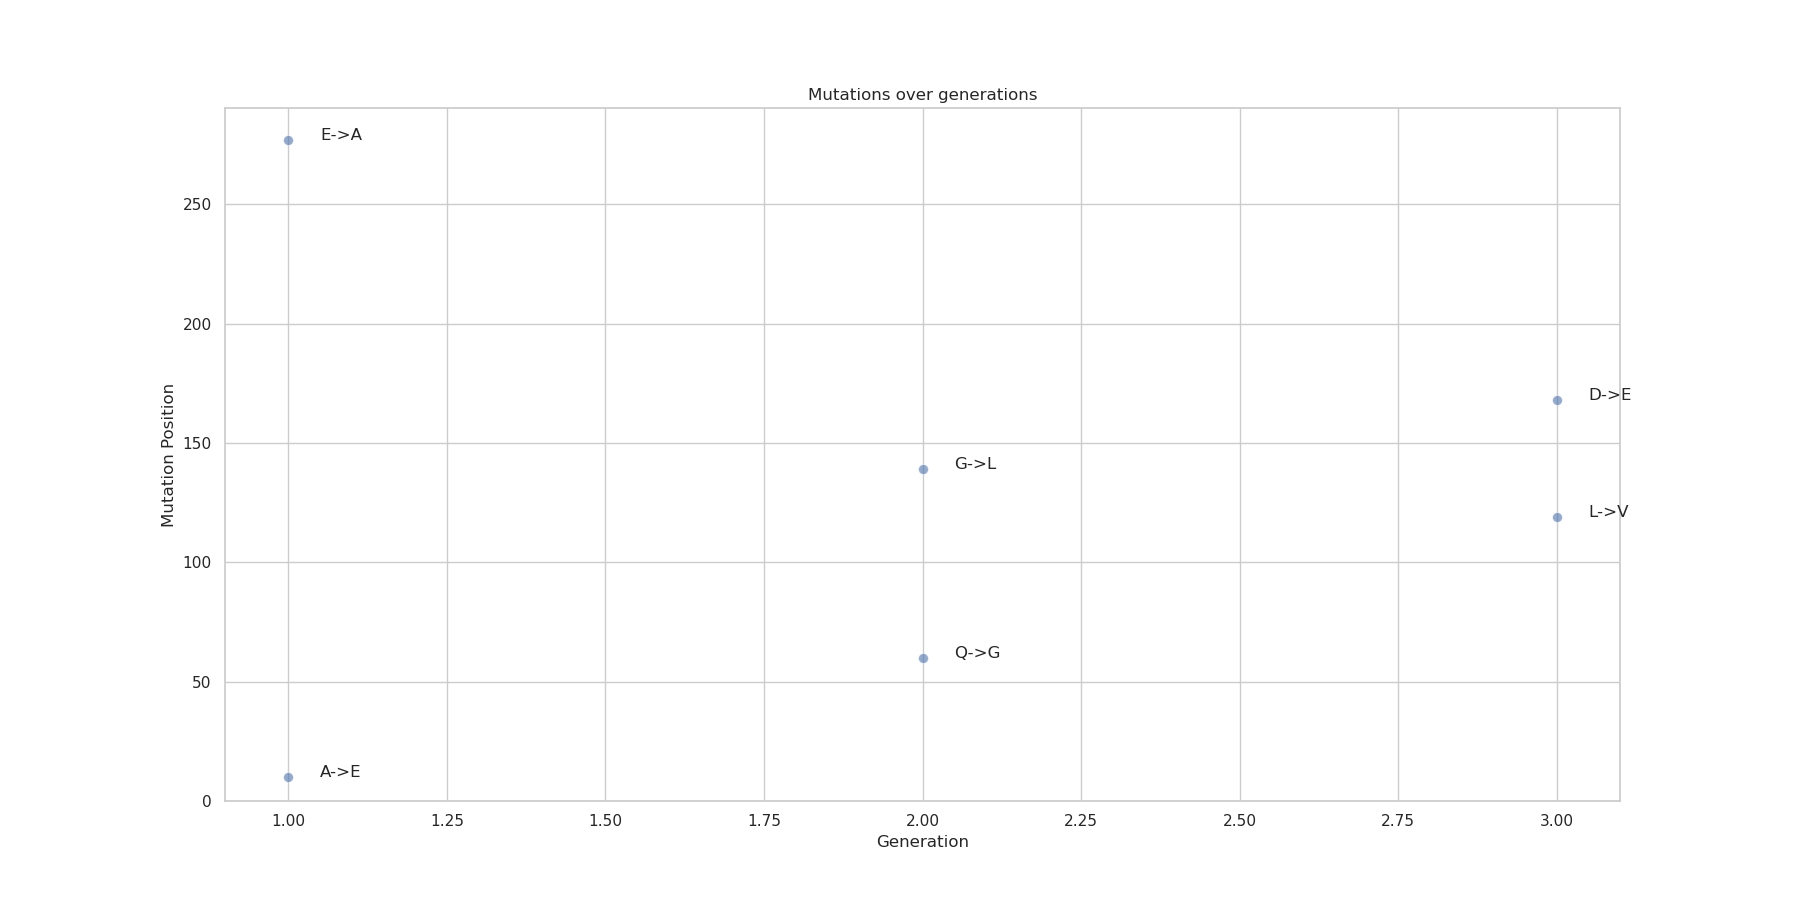 Mutations over generations
E->A
250
200
D->E
150
G->L
L->V
100
Q->G
50
A->E
0
Mutation Position
1.00 1.25 1.50 1.75 2.00 2.25 2.50 2.75 3.00
Generation